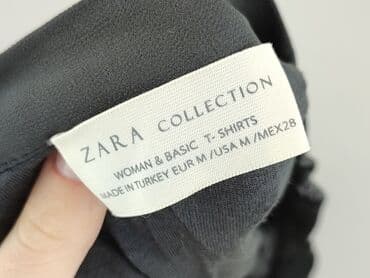 ZARA COLLECTION
WOMAN & BASIC T- SHIRTS
MADE IN TURKEY EUR M /USA M /MEX28